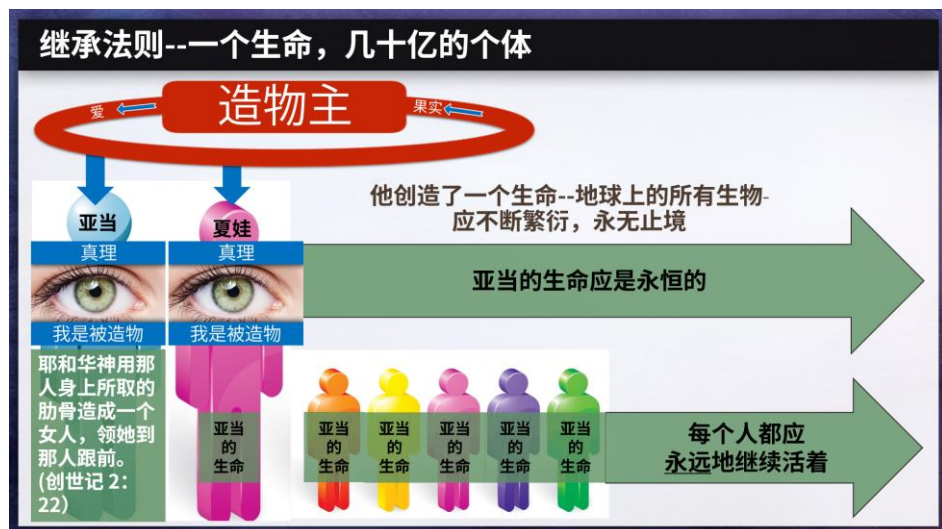 继承法则--一个生命，几十亿的个体
造物主
爱
果实
亚当
真理
我是被造物
夏娃
真理
我是被造物
他创造了一个生命--地球上的所有生物-
应不断繁衍，永无止境
亚当的生命应是永恒的
耶和华神用那
人身上所取的
肋骨造成一个
女人，领她到
那人跟前。
(创世记 2：
22）
亚当
的
生命
亚当
的
生命
亚当
的
生命
亚当
的
生命
亚当
的
生命
亚当
的
生命
每个人都应
永远地继续活着